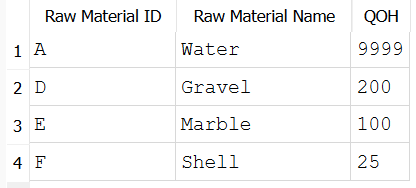 Raw Material ID Raw Material Name QOH
1 A Water 9999
2 D Gravel 200
3 E Marble 100
4 F Shell 25